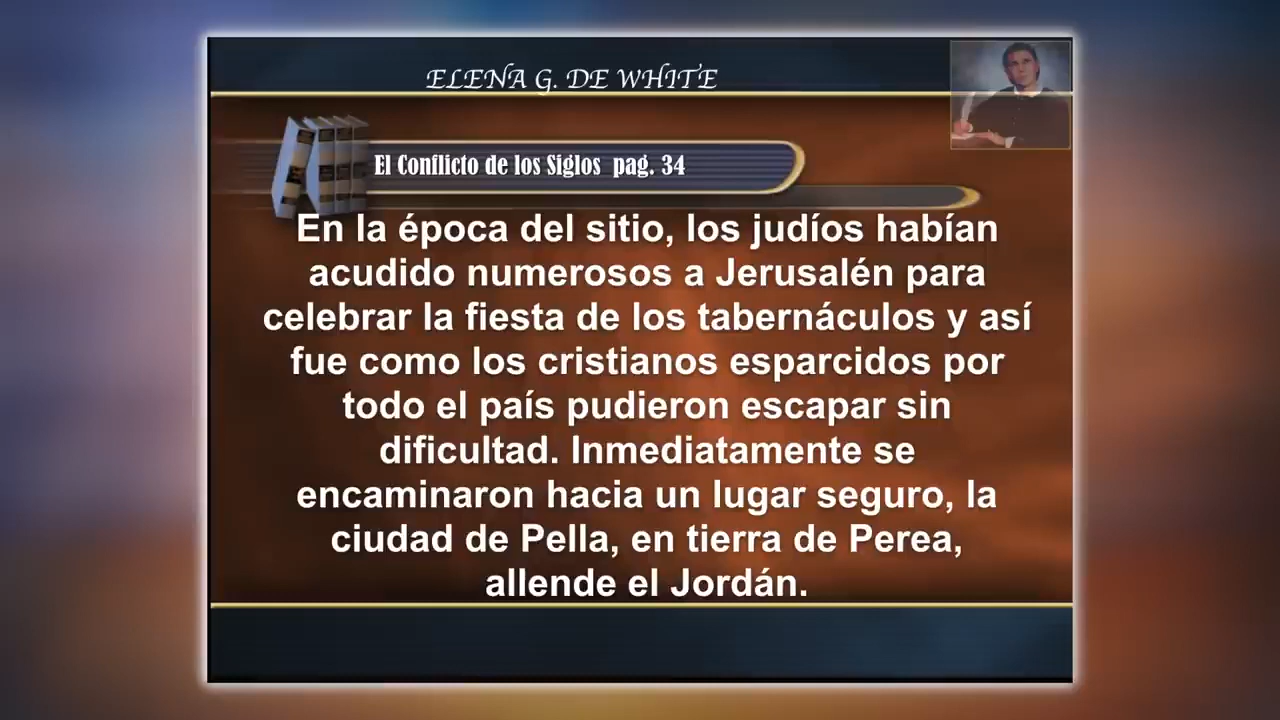 ELENA G. DE WHITE
El Conflicto de los Siglos pag. 34
En la época del sitio, los judíos habían
acudido numerosos a Jerusalén para
celebrar la fiesta de los tabernáculos y así
fue como los cristianos esparcidos por
todo el país pudieron escapar sin
dificultad. Inmediatamente se
encaminaron hacia un lugar seguro, la
ciudad de Pella, en tierra de Perea,
allende el Jordán.